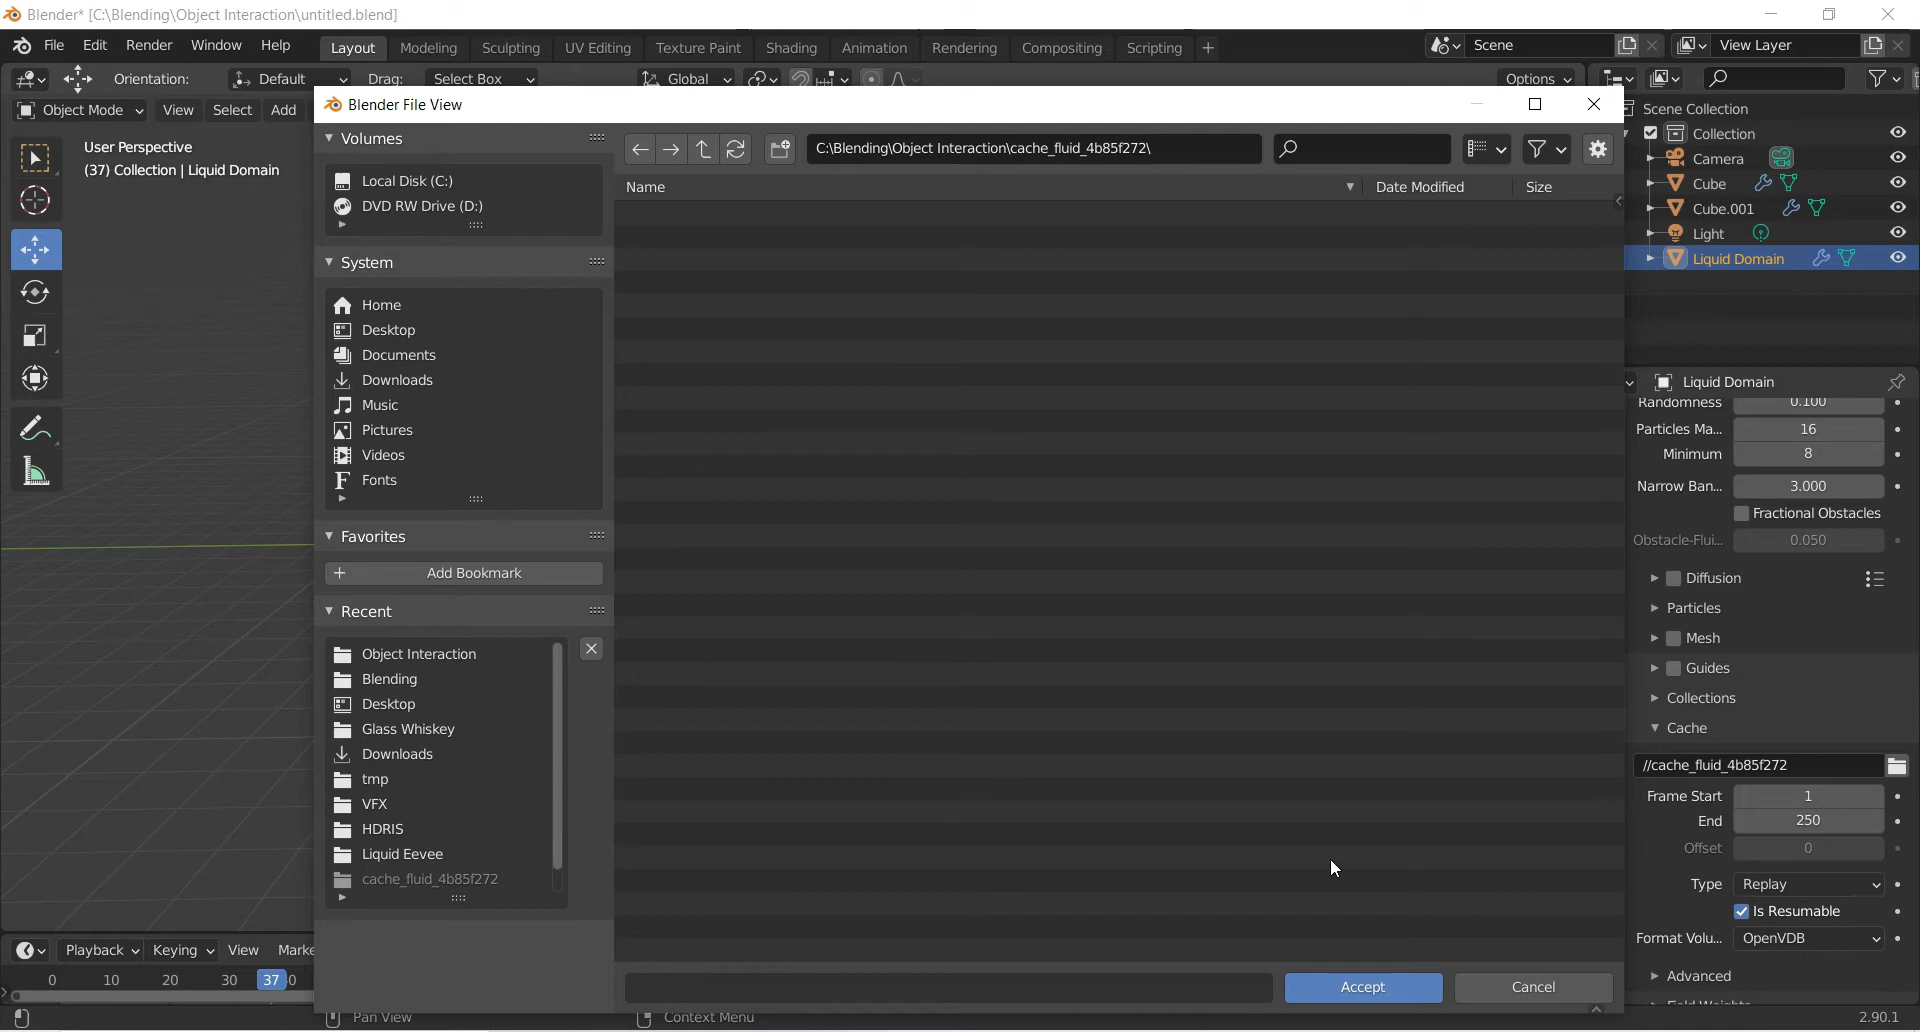 Blender* [C:\Blending\Object Interaction\untitled.blend]
File Edit Render Window Help Layout Modeling Sculpting UV Editing Texture Paint Shading Animation Rendering Compositing Scripting + Scene View Layer
Orientation: Default Drag: Select Box Global Options
Object Mode View Select Add
User Perspective
(37) Collection | Liquid Domain
Blender File View
Volumes
Local Disk (C:)
DVD RW Drive (D:)
System
Home
Desktop
Documents
Downloads
Music
Pictures
Videos
Fonts
Favorites
Add Bookmark
Recent
Object Interaction
Blending
Desktop
Glass Whiskey
Downloads
tmp
VFX
HDRIS
Liquid Eevee
cache_fluid_4b85f272
C:\Blending\Object Interaction\cache_fluid_4b85f272\
Name Date Modified Size
Accept Cancel
Scene Collection
Collection
Camera
Cube
Cube.001
Light
Liquid Domain
Liquid Domain
Randomness 0.100
Particles Ma... 16
Minimum 8
Narrow Ban... 3.000
Fractional Obstacles
Obstacle-Flui... 0.050
Diffusion
Particles
Mesh
Guides
Collections
Cache
//cache_fluid_4b85f272
Frame Start 1
End 250
Offset 0
Type Replay
Is Resumable
Format Volu... OpenVDB
Advanced
Playback Keying View Marke
0 10 20 30 37 0
Pan View Context Menu 2.90.1